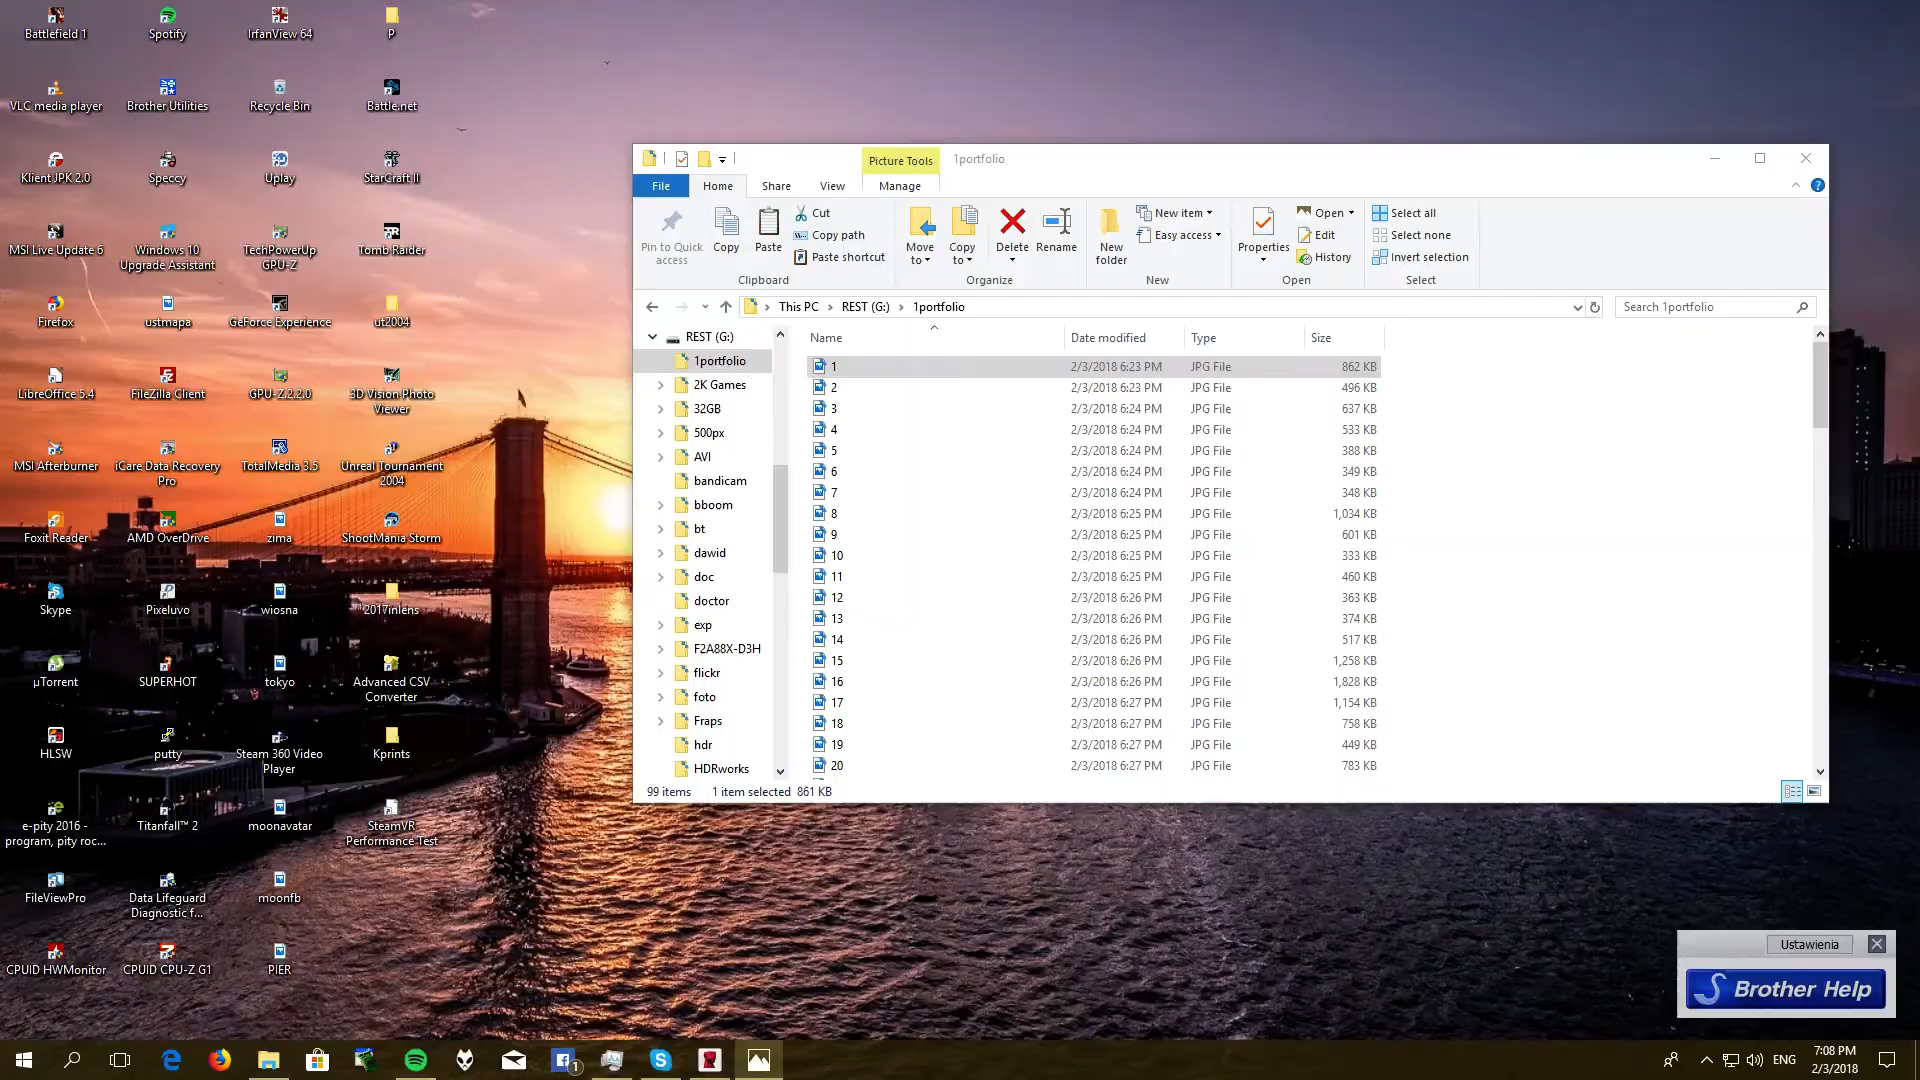 Battlefield 1
Spotify
IrfanView 64
P
VLC media player
Brother Utilities
Recycle Bin
Battle.net
Klient JPK 2.0
Speccy
Uplay
StarCraft II
MSI Live Update 6
Windows 10
Upgrade Assistant
TechPowerUp
GPU-Z
Tomb Raider
Firefox
ustmapa
GeForce Experience
ut2004
LibreOffice 5.4
FileZilla Client
GPU-Z.2.2.0
3D Vision Photo
Viewer
MSI Afterburner
iCare Data Recovery
Pro
TotalMedia 3.5
Unreal Tournament
2004
Foxit Reader
AMD OverDrive
zima
ShootMania Storm
Skype
Pixeluvo
wiosna
2017inlens
µTorrent
SUPERHOT
tokyo
Advanced CSV
Converter
HLSW
putty
Steam 360 Video
Player
Kprints
e-pity 2016 -
program, pity roc...
Titanfall™ 2
moonavatar
SteamVR
Performance Test
FileViewPro
Data Lifeguard
Diagnostic f...
moonfb
CPUID HWMonitor
CPUID CPU-Z G1
PIER
Picture Tools
1portfolio
File
Home
Share
View
Manage
Pin to Quick
access
Copy
Paste
Cut
Copy path
Paste shortcut
Clipboard
Move
to
Copy
to
Delete
Rename
Organize
New
folder
New item
Easy access
New
Properties
Open
Edit
History
Open
Select all
Select none
Invert selection
Select
This PC > REST (G:) > 1portfolio
Search 1portfolio
REST (G:)
1portfolio
2K Games
32GB
500px
AVI
bandicam
bboom
bt
dawid
doc
doctor
exp
F2A88X-D3H
flickr
foto
Fraps
hdr
HDRworks
Name Date modified Type Size
1 2/3/2018 6:23 PM JPG File 862 KB
2 2/3/2018 6:23 PM JPG File 496 KB
3 2/3/2018 6:24 PM JPG File 637 KB
4 2/3/2018 6:24 PM JPG File 533 KB
5 2/3/2018 6:24 PM JPG File 388 KB
6 2/3/2018 6:24 PM JPG File 349 KB
7 2/3/2018 6:24 PM JPG File 348 KB
8 2/3/2018 6:25 PM JPG File 1,034 KB
9 2/3/2018 6:25 PM JPG File 601 KB
10 2/3/2018 6:25 PM JPG File 333 KB
11 2/3/2018 6:25 PM JPG File 460 KB
12 2/3/2018 6:26 PM JPG File 363 KB
13 2/3/2018 6:26 PM JPG File 374 KB
14 2/3/2018 6:26 PM JPG File 517 KB
15 2/3/2018 6:26 PM JPG File 1,258 KB
16 2/3/2018 6:26 PM JPG File 1,828 KB
17 2/3/2018 6:27 PM JPG File 1,154 KB
18 2/3/2018 6:27 PM JPG File 758 KB
19 2/3/2018 6:27 PM JPG File 449 KB
20 2/3/2018 6:27 PM JPG File 783 KB
99 items 1 item selected 861 KB
Ustawienia
Brother Help
1
ENG
7:08 PM
2/3/2018